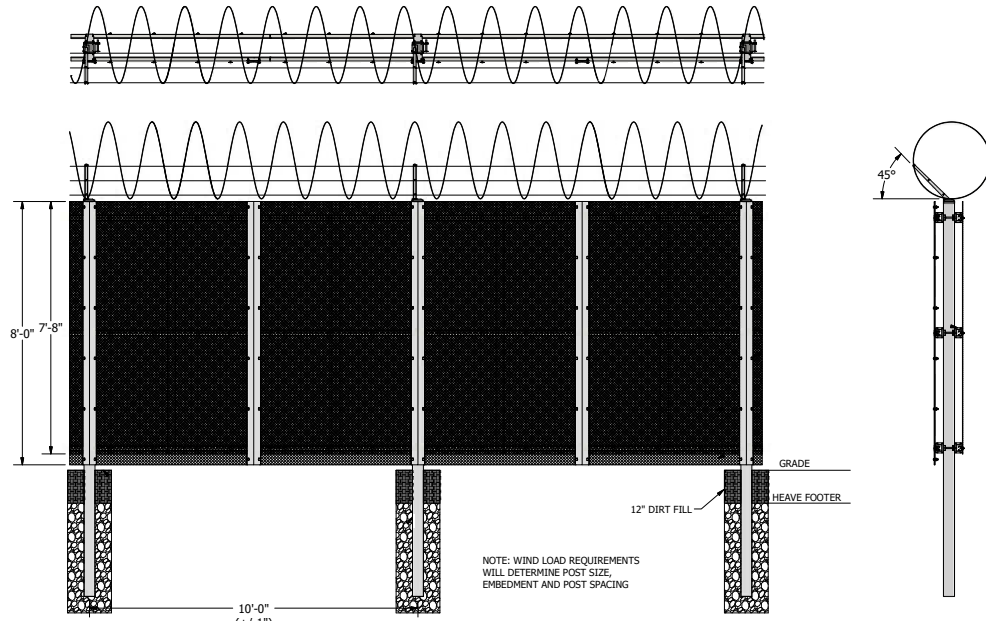 45°
8'-0"
7'-8"
GRADE
HEAVE FOOTER
12" DIRT FILL
NOTE: WIND LOAD REQUIREMENTS
WILL DETERMINE POST SIZE,
EMBEDMENT AND POST SPACING
10'-0"